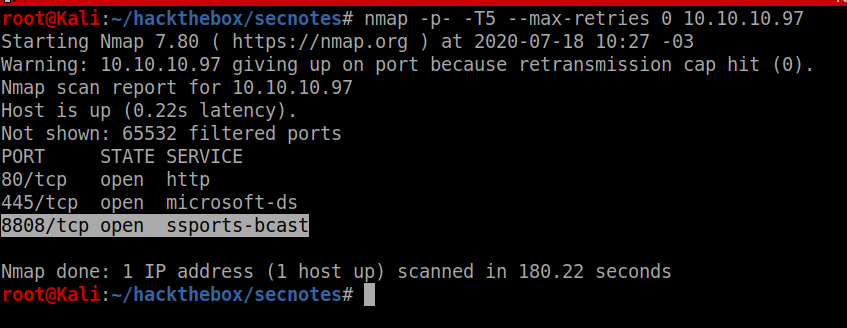 root@Kali:~/hackthebox/secnotes# nmap -p- -T5 --max-retries 0 10.10.10.97
Starting Nmap 7.80 ( https://nmap.org ) at 2020-07-18 10:27 -03
Warning: 10.10.10.97 giving up on port because retransmission cap hit (0).
Nmap scan report for 10.10.10.97
Host is up (0.22s latency).
Not shown: 65532 filtered ports
PORT     STATE SERVICE
80/tcp   open  http
445/tcp  open  microsoft-ds
8808/tcp open  ssports-bcast
Nmap done: 1 IP address (1 host up) scanned in 180.22 seconds
root@Kali:~/hackthebox/secnotes#